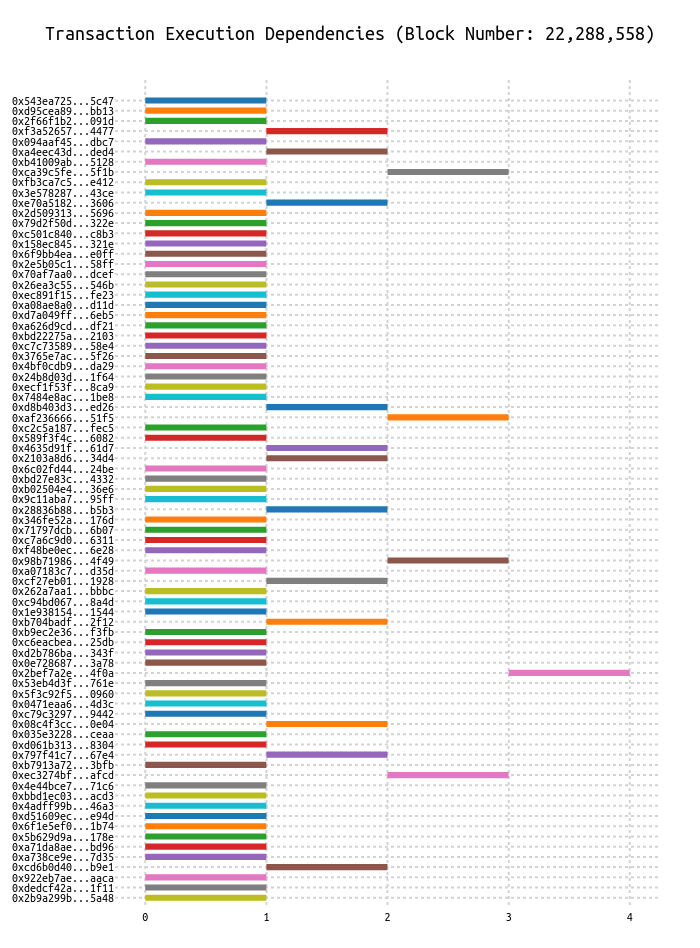 Transaction Execution Dependencies (Block Number: 22,288,558)
0x543ea725...5c47
0xd95cea89...bb13
0x2f66f1b2...091d
0xf3a52657...4477
0x094aaf45...dbc7
0xa4eec43d...ded4
0xb41009ab...5128
0xca39c5fe...5f1b
0xfb3ca7c5...e412
0x3e578287...43ce
0xe70a5182...3606
0x2d509313...5696
0x79d2f50d...322e
0xc501c840...c8b3
0x158ec845...321e
0x6f9bb4ea...e0ff
0x2e5b05c1...58ff
0x70af7aa0...dcef
0x26ea3c55...546b
0xec891f15...fe23
0xa08ae8a0...d11d
0xd7a049ff...6eb5
0xa626d9cd...df21
0xbd22275a...2103
0xc7c73589...58e4
0x3765e7ac...5f26
0x4bf0cdb9...da29
0x24b8d03d...1f64
0xecf1f53f...8ca9
0x7484e8ac...1be8
0xd8b403d3...ed26
0xaf236666...51f5
0xc2c5a187...fec5
0x589f3f4c...6082
0x4635d91f...61d7
0x2103a8d6...34d4
0x6c02fd44...24be
0xbd27e83c...4332
0xb02504e4...36e6
0x9c11aba7...95ff
0x28836b88...b5b3
0x346fe52a...176d
0x71797dcb...6b07
0xc7a6c9d0...6311
0xf48be0ec...6e28
0x98b71986...4f49
0xa07183c7...d35d
0xcf27eb01...1928
0x262a7aa1...bbbc
0xc94bd067...8a4d
0x1e938154...1544
0xb704badf...2f12
0xb9ec2e36...f3fb
0xc6eacbea...25db
0xd2b786ba...343f
0x0e728687...3a78
0x2bef7a2e...4f0a
0x53eb4d3f...761e
0x5f3c92f5...0960
0x0471eaa6...4d3c
0xc79c3297...9442
0x08c4f3cc...0e04
0x035e3228...ceaa
0xd061b313...8304
0x797f41c7...67e4
0xb7913a72...3bfb
0xec3274bf...afcd
0x4e44bce7...71c6
0xbbd1ec03...acd3
0x4adff99b...46a3
0xd51609ec...e94d
0x6f1e5ef0...1b74
0x5b629d9a...178e
0xa71da8ae...bd96
0xa738ce9e...7d35
0xcd6b0d40...b9e1
0x922eb7ae...aaca
0xdedcf42a...1f11
0x2b9a299b...5a48
0 1 2 3 4